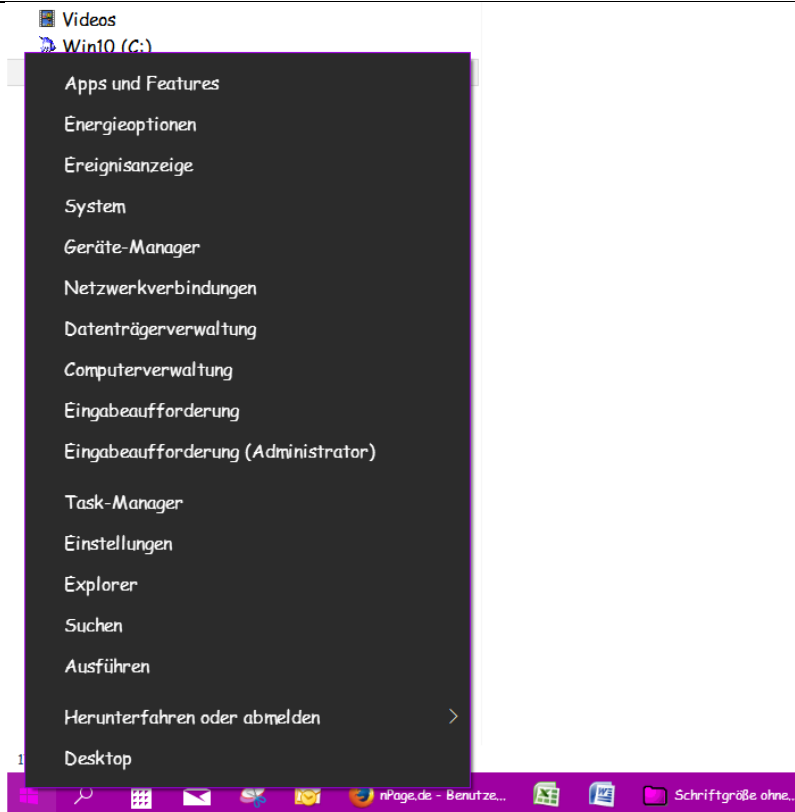 Videos
Win10 (C:)
Apps und Features
Energieoptionen
Ereignisanzeige
System
Geräte-Manager
Netzwerkverbindungen
Datenträgerverwaltung
Computerverwaltung
Eingabeaufforderung
Eingabeaufforderung (Administrator)
Task-Manager
Einstellungen
Explorer
Suchen
Ausführen
Herunterfahren oder abmelden
1
Desktop
nPage.de - Benutze... Schriftgröße ohne...